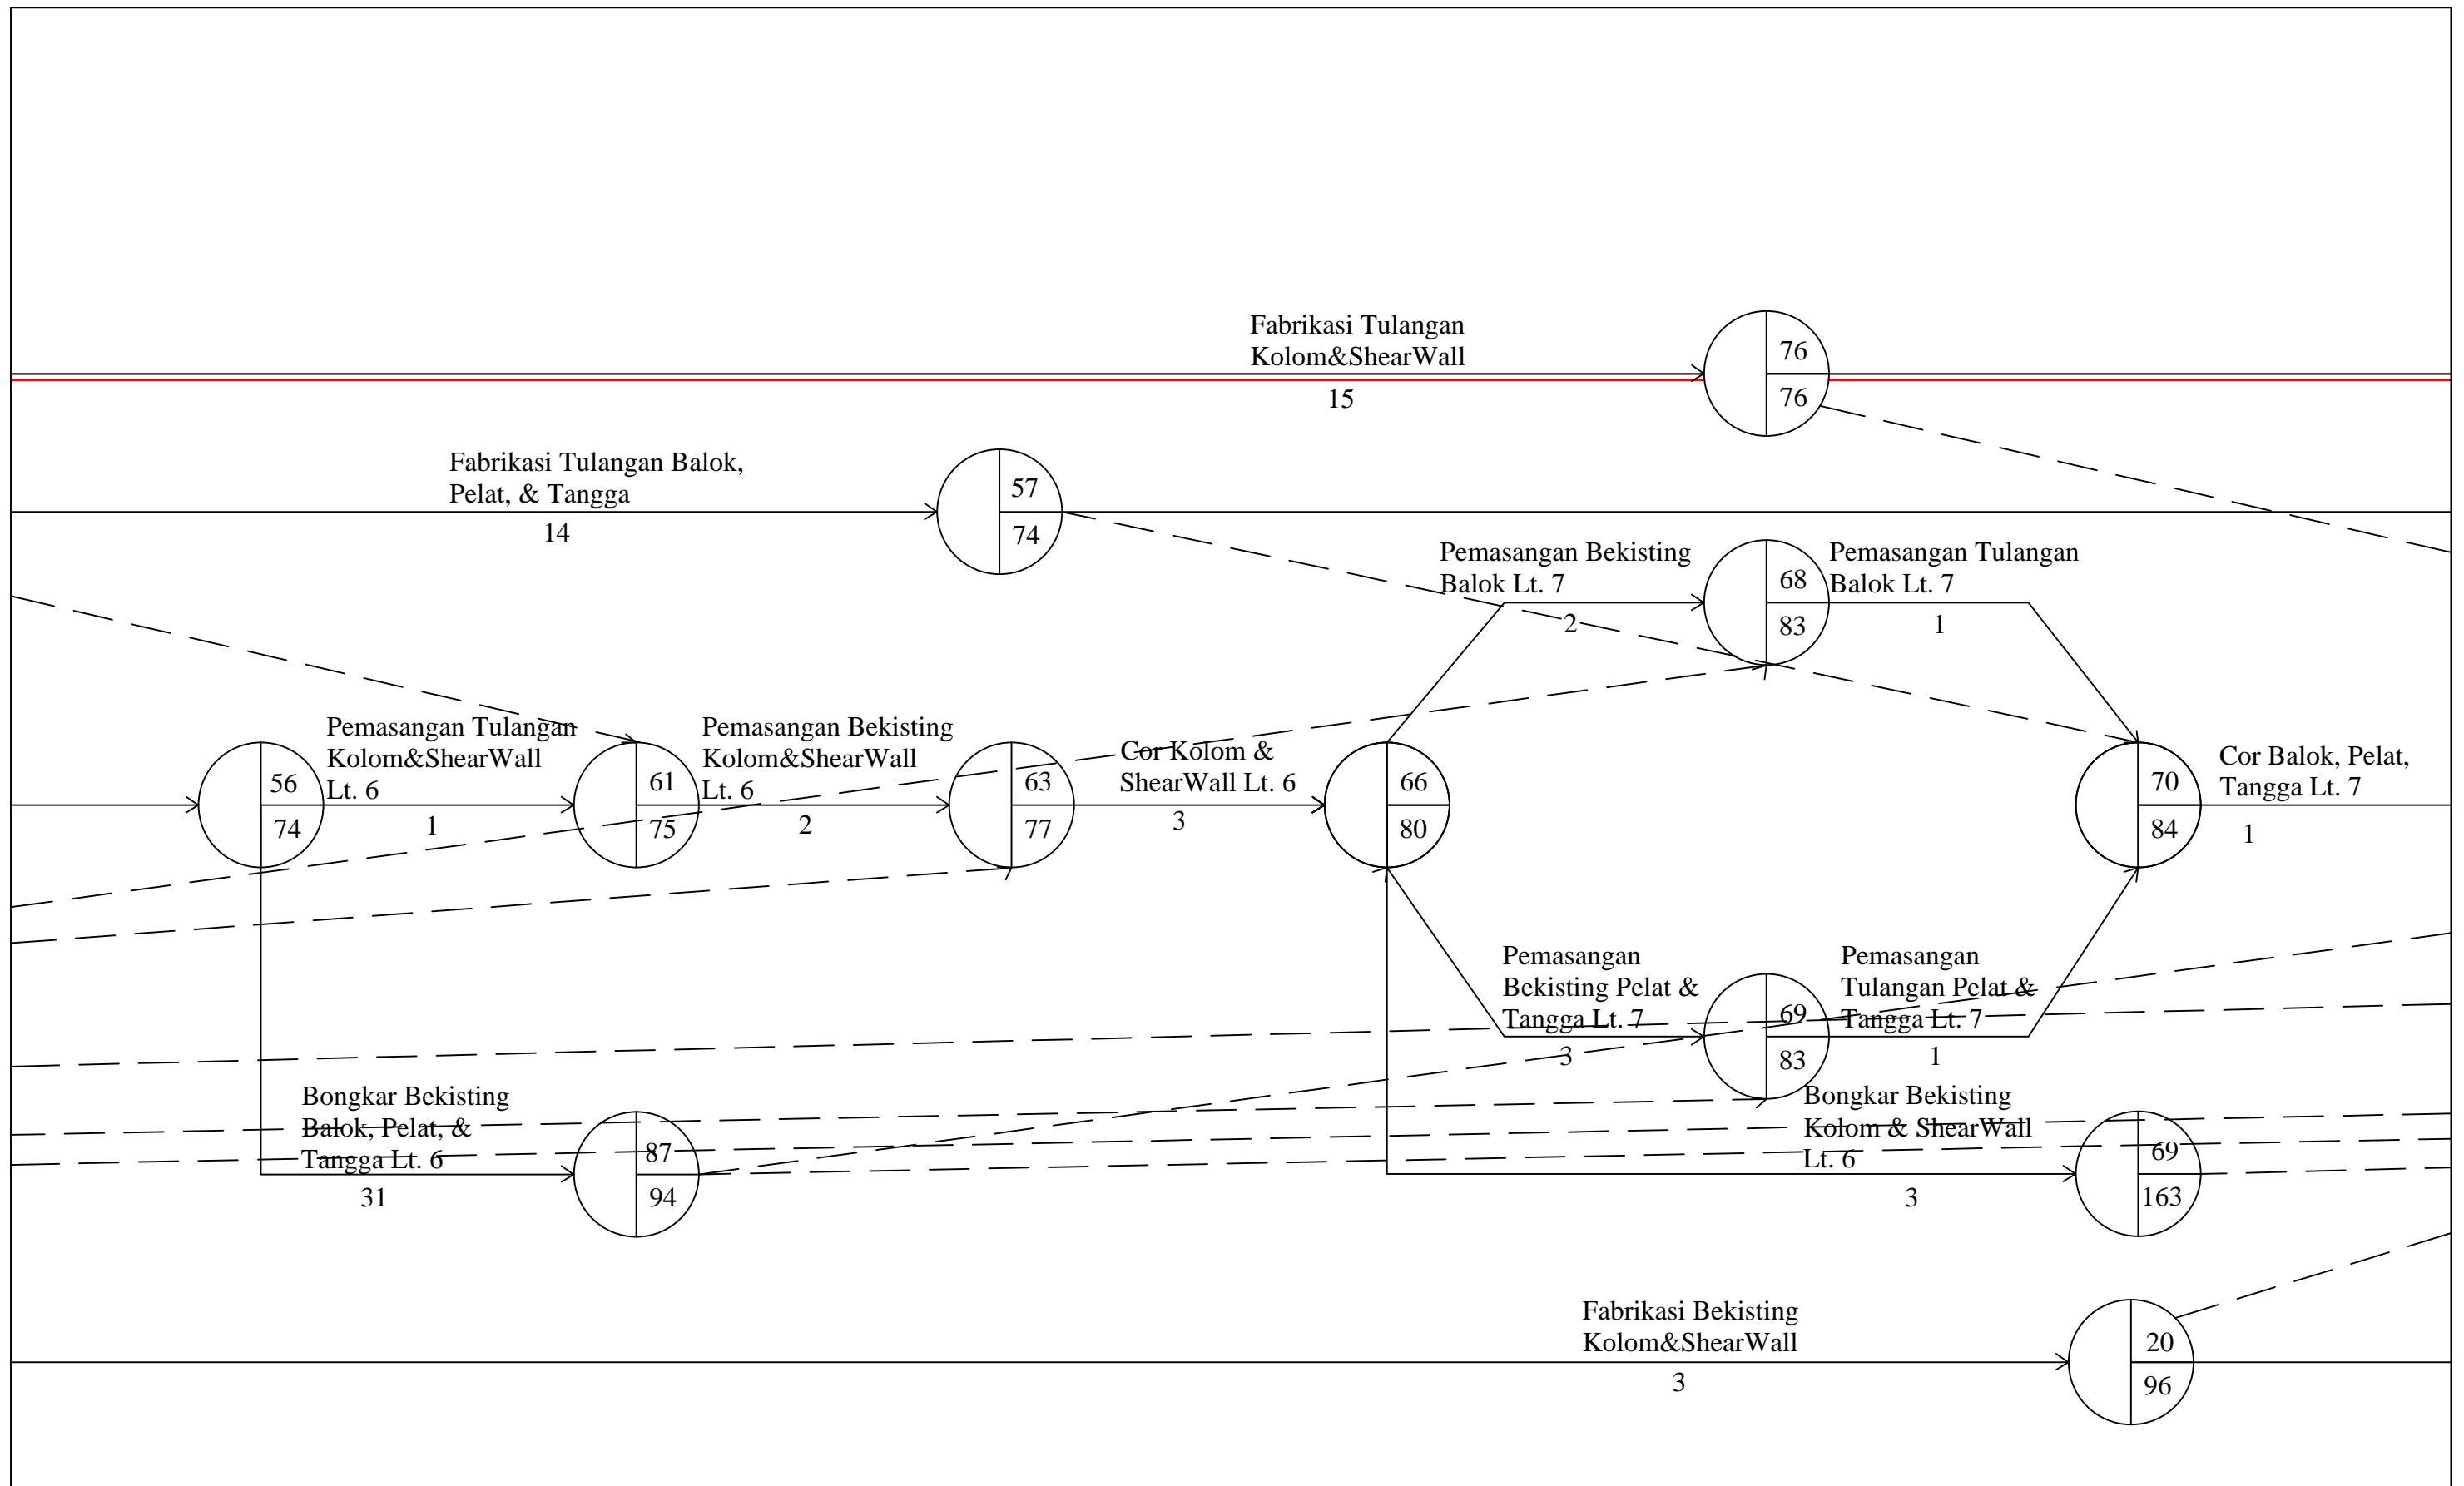 Fabrikasi Tulangan
Kolom&ShearWall
15
76
76
Fabrikasi Tulangan Balok,
Pelat, & Tangga
14
57
74
Pemasangan Bekisting
Balok Lt. 7
2
68
83
Pemasangan Tulangan
Balok Lt. 7
1
56
74
Pemasangan Tulangan
Kolom&ShearWall
Lt. 6
1
61
75
Pemasangan Bekisting
Kolom&ShearWall
Lt. 6
2
63
77
Cor Kolom &
ShearWall Lt. 6
3
66
80
70
84
Cor Balok, Pelat,
Tangga Lt. 7
1
Pemasangan
Bekisting Pelat &
Tangga Lt. 7
3
69
83
Pemasangan
Tulangan Pelat &
Tangga Lt. 7
1
Bongkar Bekisting
Balok, Pelat, &
Tangga Lt. 6
31
87
94
Bongkar Bekisting
Kolom & ShearWall
Lt. 6
3
69
163
Fabrikasi Bekisting
Kolom&ShearWall
3
20
96